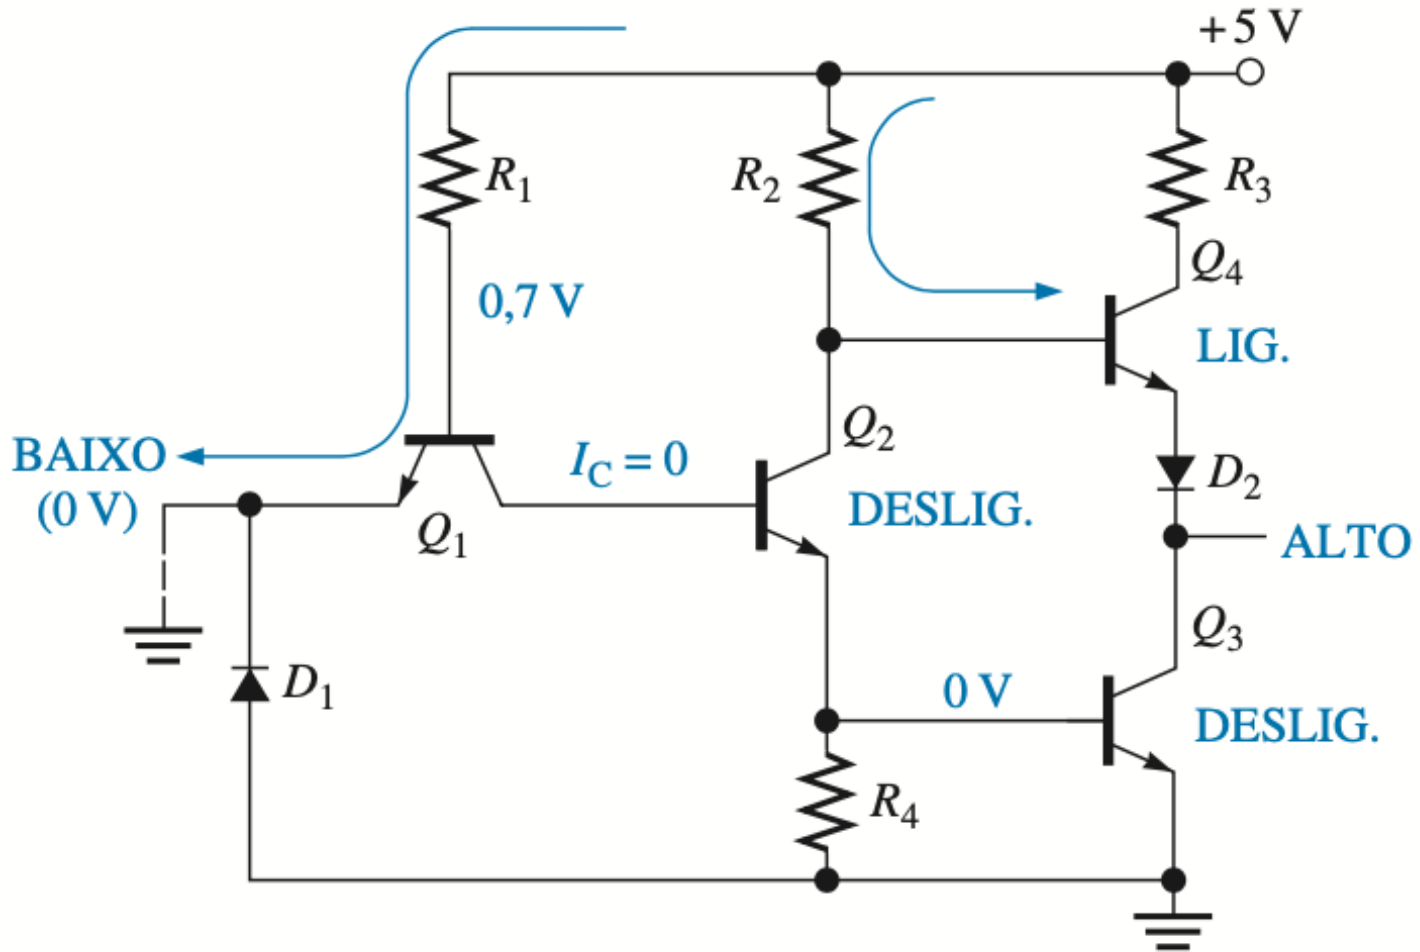 +5 V
R1
R2
R3
Q4
0,7 V
LIG.
BAIXO
(0 V)
Q2
IC = 0
D2
DESLIG.
Q1
ALTO
Q3
D1
0 V
DESLIG.
R4